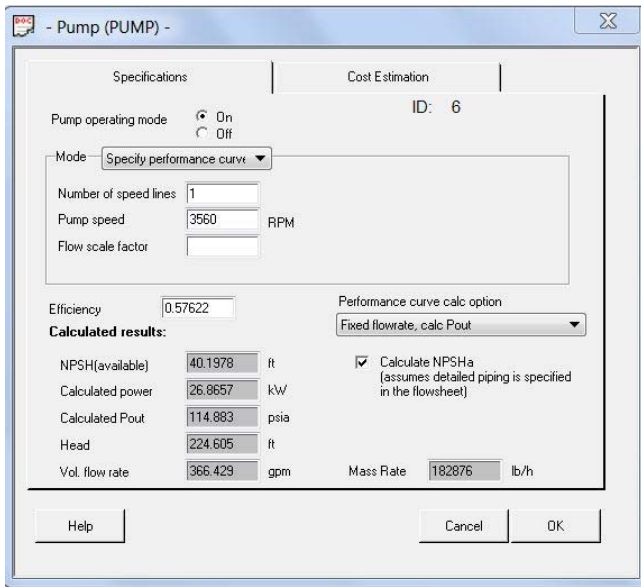 - Pump (PUMP) -
Specifications
Cost Estimation
ID: 6
Pump operating mode
On
Off
Mode
Specify performance curve
Number of speed lines 1
Pump speed 3560 RPM
Flow scale factor
Efficiency 0.57622
Performance curve calc option
Fixed flowrate, calc Pout
Calculated results:
NPSH(available) 40.1978 ft
Calculate NPSHa
(assumes detailed piping is specified
in the flowsheet)
Calculated power 26.8657 kW
Calculated Pout 114.883 psia
Head 224.605 ft
Vol. flow rate 366.429 gpm
Mass Rate 182876 lb/h
Help
Cancel
OK